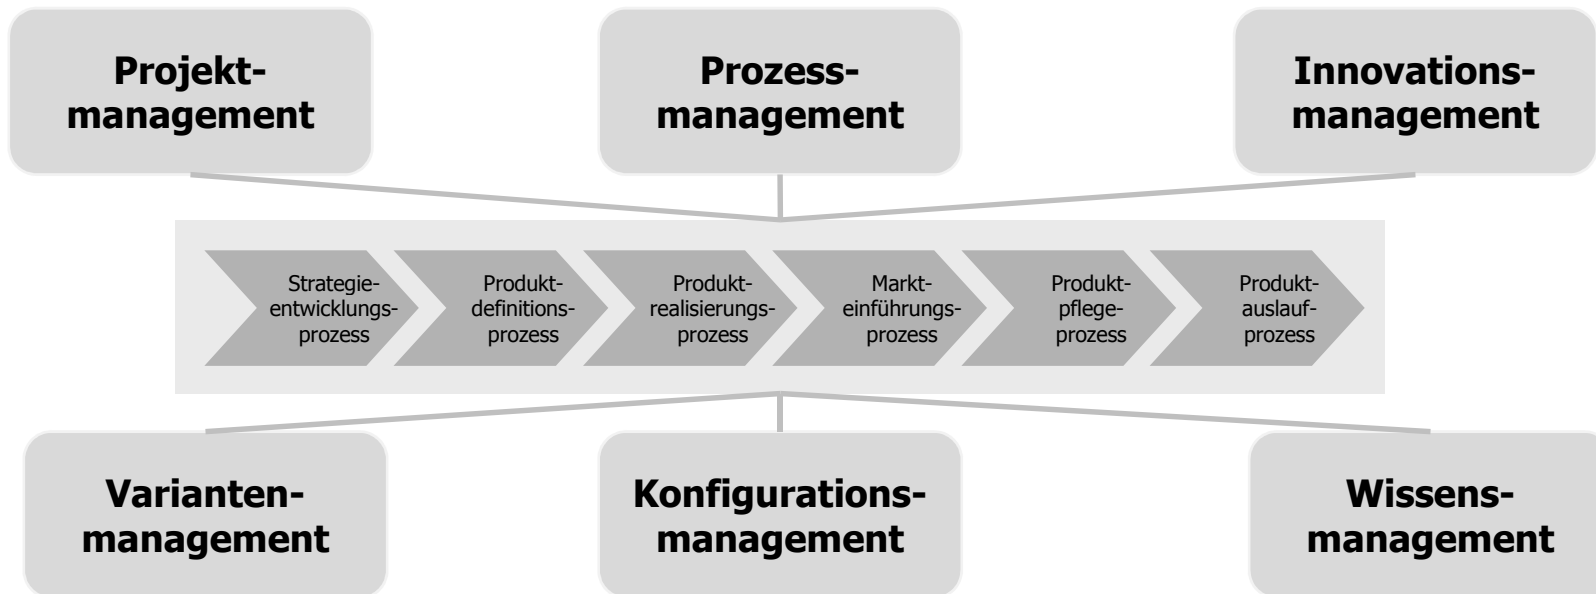 Projekt-
management
Prozess-
management
Innovations-
management
Strategie-
entwicklungs-
prozess
Produkt-
definitions-
prozess
Produkt-
realisierungs-
prozess
Markt-
einführungs-
prozess
Produkt-
pflege-
prozess
Produkt-
auslauf-
prozess
Varianten-
management
Konfigurations-
management
Wissens-
management